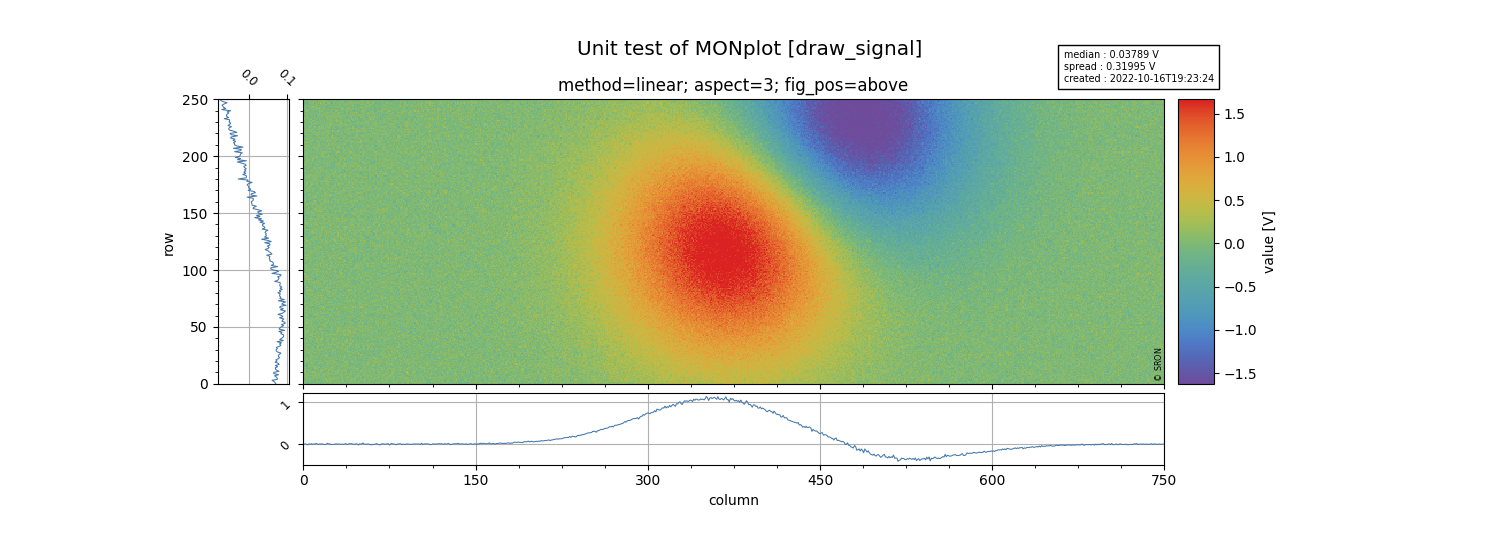 Unit test of MONplot [draw_signal]
median : 0.03789 V
spread : 0.31995 V
created : 2022-10-16T19:23:24
method=linear; aspect=3; fig_pos=above
0.0 0.1
250
200
150
100
50
0
row
© SRON
1.5
1.0
0.5
0.0
−0.5
−1.0
−1.5
value [V]
1
0
0 150 300 450 600 750
column